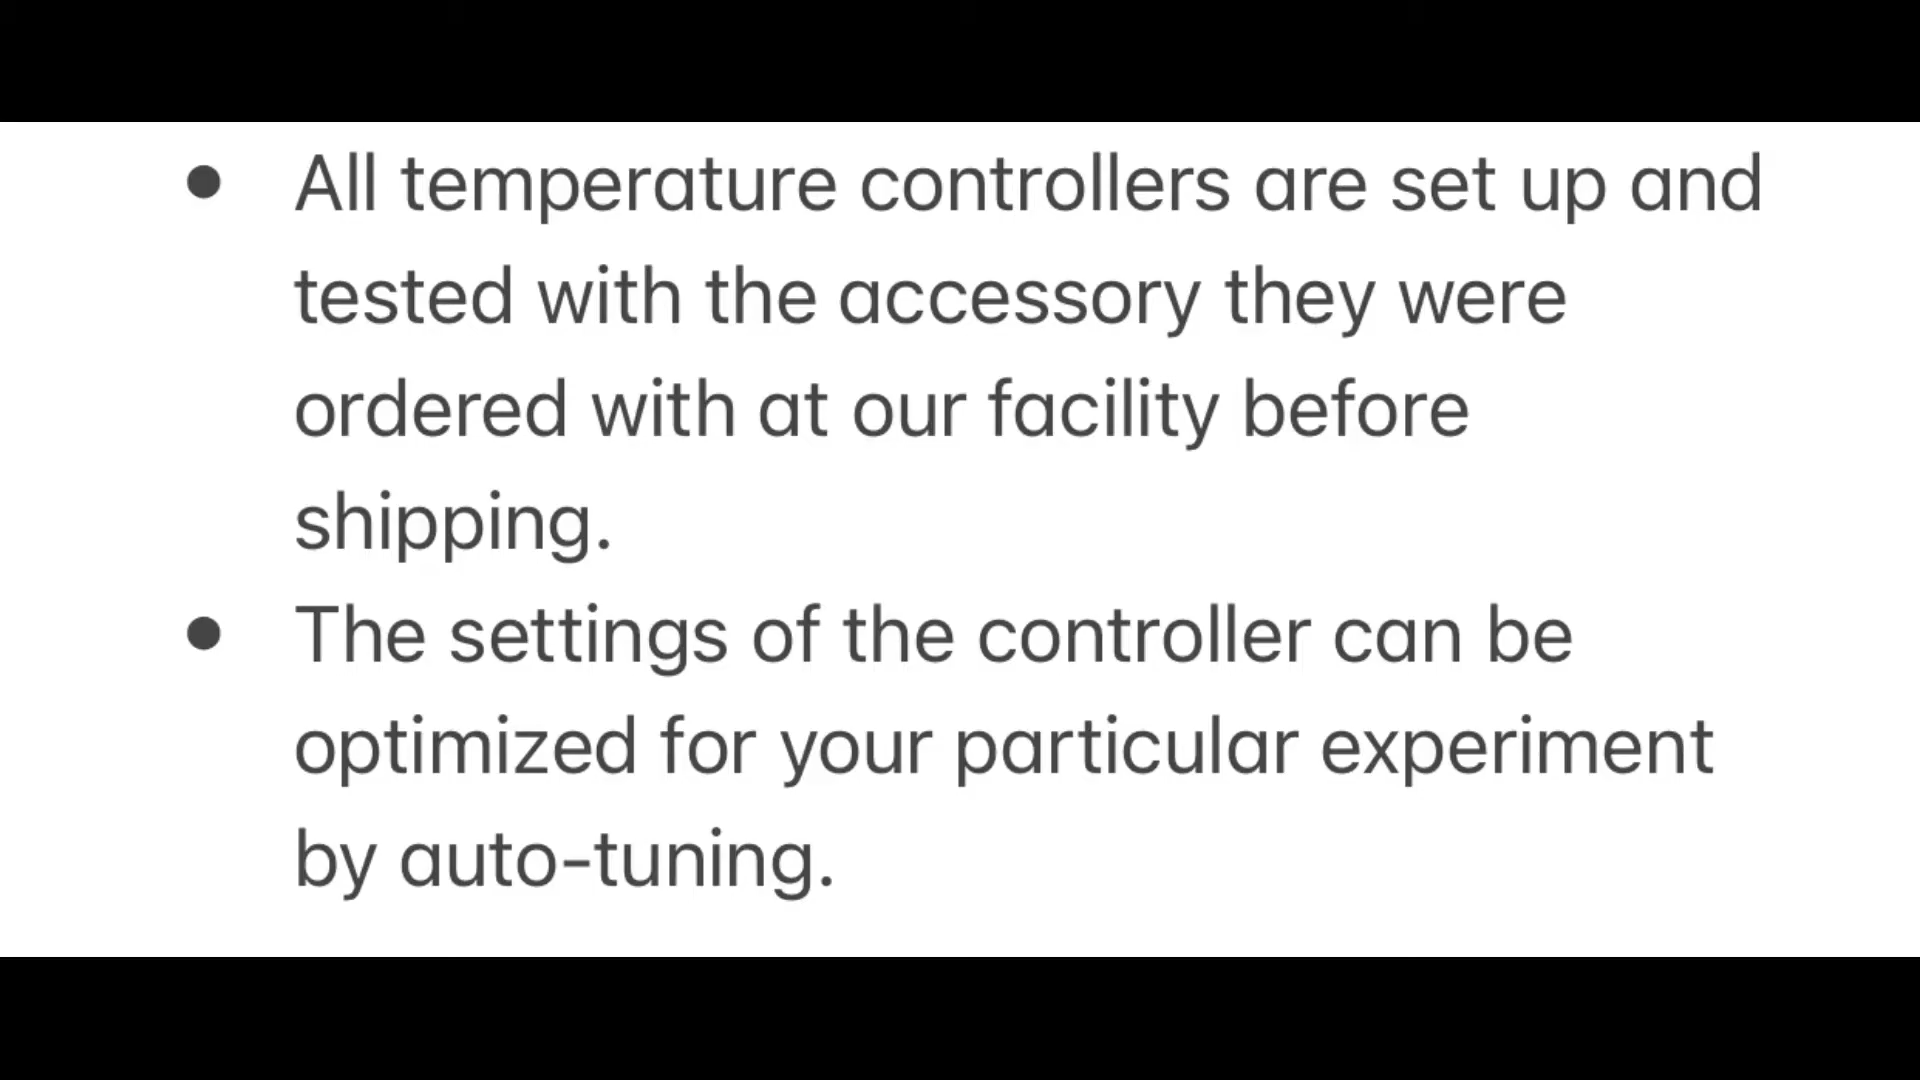 ● All temperature controllers are set up and
tested with the accessory they were
ordered with at our facility before
shipping.
● The settings of the controller can be
optimized for your particular experiment
by auto-tuning.